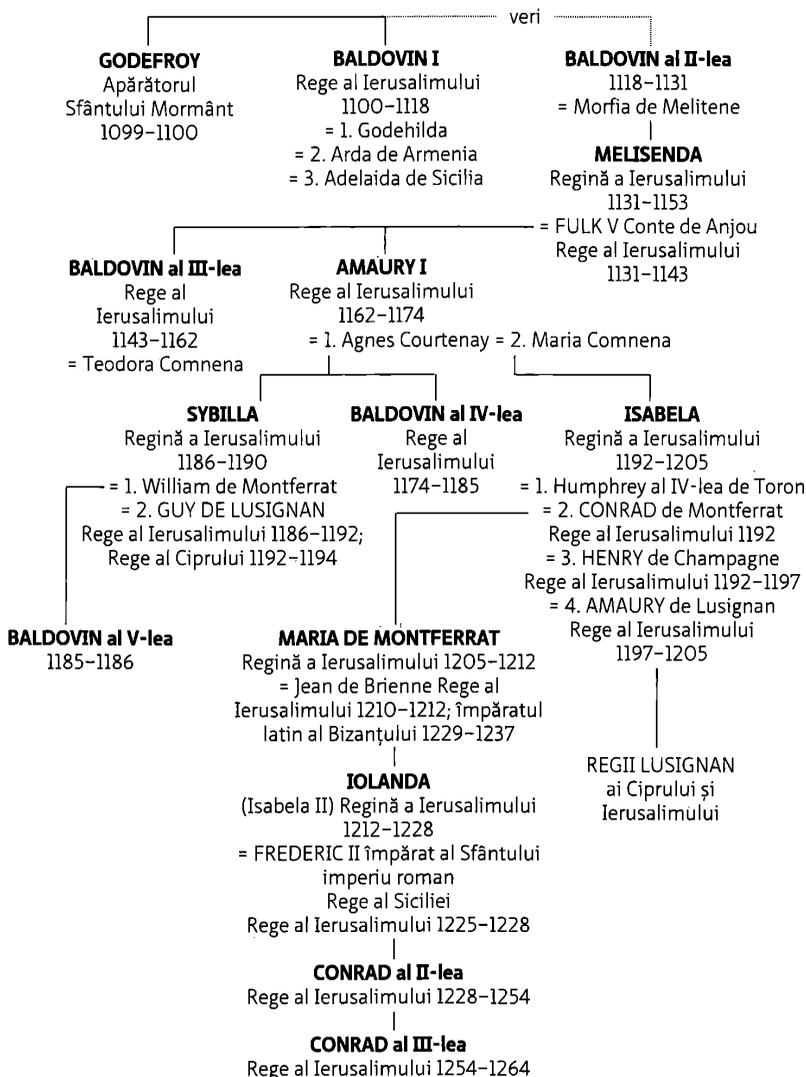 veri
GODEFROY
Apărătorul
Sfântului Mormânt
1099–1100
BALDOVIN I
Rege al Ierusalimului
1100–1118
= 1. Godehilda
= 2. Arda de Armenia
= 3. Adelaida de Sicilia
BALDOVIN al II-lea
1118–1131
= Morfia de Melitene
MELISENDA
Regină a Ierusalimului
1131–1153
= FULK V Conte de Anjou
Rege al Ierusalimului
1131–1143
BALDOVIN al III-lea
Rege al
Ierusalimului
1143–1162
= Teodora Comnena
AMAURY I
Rege al Ierusalimului
1162–1174
= 1. Agnes Courtenay = 2. Maria Comnena
SYBILLA
Regină a Ierusalimului
1186–1190
= 1. William de Montferrat
= 2. GUY DE LUSIGNAN
Rege al Ierusalimului 1186–1192;
Rege al Ciprului 1192–1194
BALDOVIN al IV-lea
Rege al
Ierusalimului
1174–1185
ISABELA
Regină a Ierusalimului
1192–1205
= 1. Humphrey al IV-lea de Toron
= 2. CONRAD de Montferrat
Rege al Ierusalimului 1192
= 3. HENRY de Champagne
Rege al Ierusalimului 1192–1197
= 4. AMAURY de Lusignan
Rege al Ierusalimului
1197–1205
BALDOVIN al V-lea
1185–1186
MARIA DE MONTFERRAT
Regină a Ierusalimului 1205–1212
= Jean de Brienne Rege al
Ierusalimului 1210–1212; împăratul
latin al Bizanțului 1229–1237
REGII LUSIGNAN
ai Ciprului și
Ierusalimului
IOLANDA
(Isabela II) Regină a Ierusalimului
1212–1228
= FREDERIC II împărat al Sfântului
imperiu roman
Rege al Siciliei
Rege al Ierusalimului 1225–1228
CONRAD al II-lea
Rege al Ierusalimului 1228–1254
CONRAD al III-lea
Rege al Ierusalimului 1254–1264